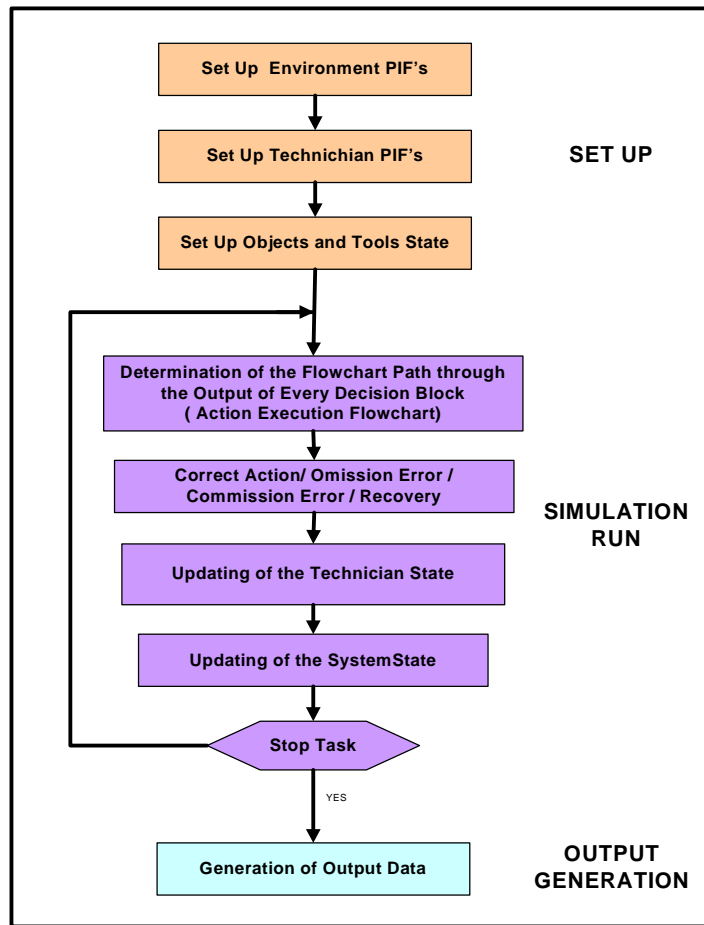 Set Up Environment PIF's
Set Up Technichian PIF's
SET UP
Set Up Objects and Tools State
Determination of the Flowchart Path through
the Output of Every Decision Block
( Action Execution Flowchart)
Correct Action/ Omission Error /
Commission Error / Recovery
SIMULATION
RUN
Updating of the Technician State
Updating of the SystemState
Stop Task
YES
Generation of Output Data
OUTPUT
GENERATION